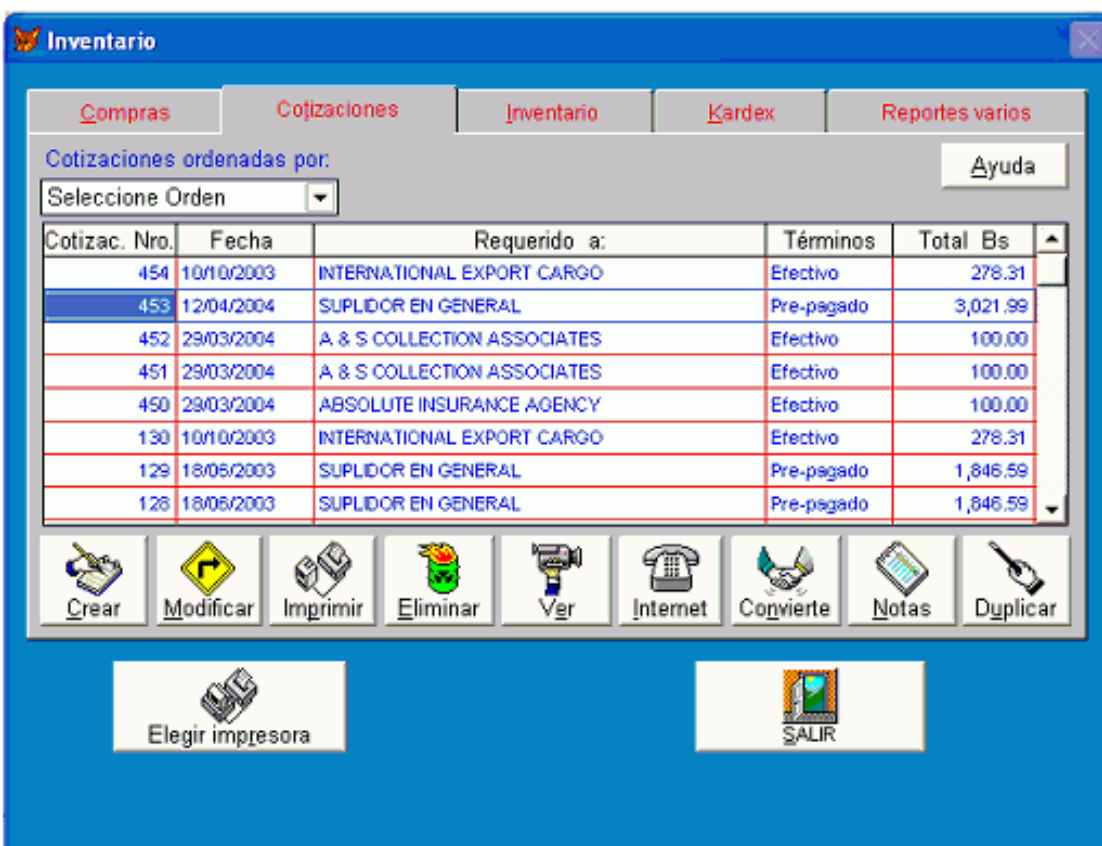 Inventario
Compras Cotizaciones Inventario Kardex Reportes varios
Cotizaciones ordenadas por:
Ayuda
Seleccione Orden
Cotizac. Nro. Fecha Requerido a: Términos Total Bs
454 10/10/2003 INTERNATIONAL EXPORT CARGO Efectivo 278.31
453 12/04/2004 SUPLIDOR EN GENERAL Pre-pagado 3,021.99
452 29/03/2004 A & S COLLECTION ASSOCIATES Efectivo 100.00
451 29/03/2004 A & S COLLECTION ASSOCIATES Efectivo 100.00
450 29/03/2004 ABSOLUTE INSURANCE AGENCY Efectivo 100.00
130 10/10/2003 INTERNATIONAL EXPORT CARGO Efectivo 278.31
129 18/06/2003 SUPLIDOR EN GENERAL Pre-pagado 1,846.59
128 18/06/2003 SUPLIDOR EN GENERAL Pre-pagado 1,846.59
Crear Modificar Imprimir Eliminar Ver Internet Convierte Notas Duplicar
Elegir impresora SALIR